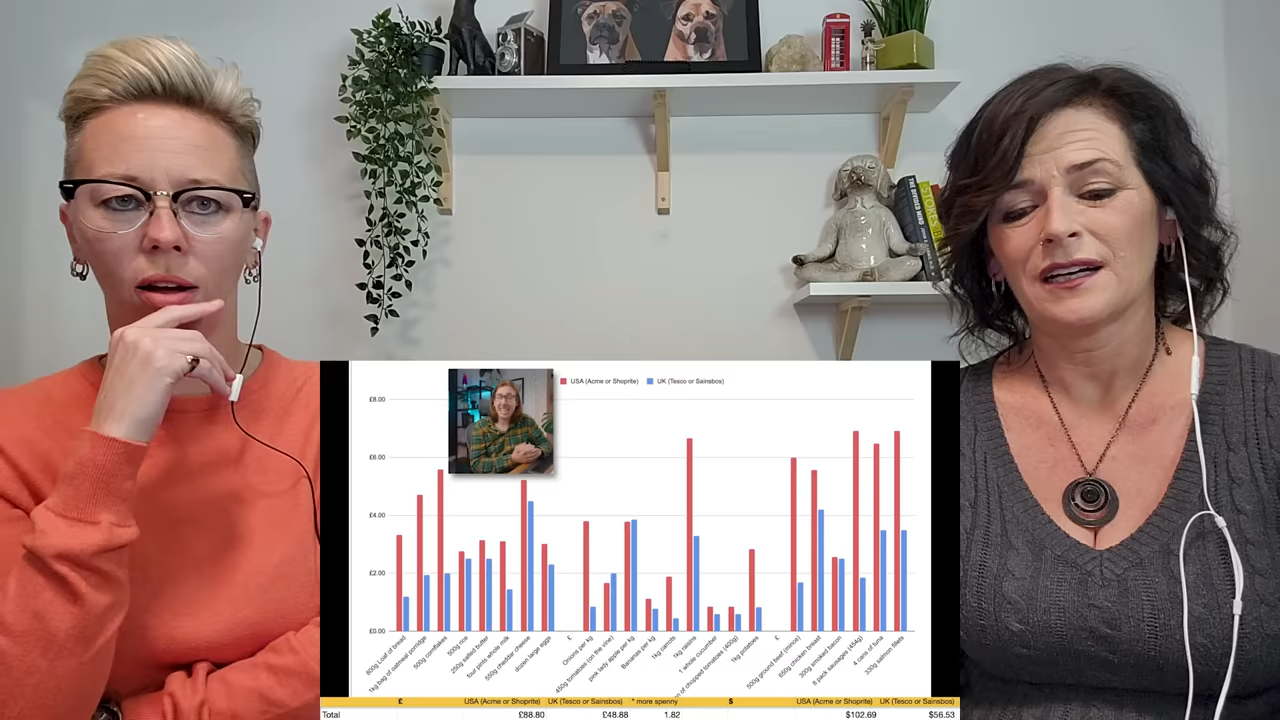 THE DIVIDED MIND
USA (Acme or Shoprite) UK (Tesco or Sainsbos)
£8.00
£6.00
£4.00
£2.00
£0.00
800g Loaf of bread
1kg bag of oatmeal porridge
500g cornflakes
500g rice
250g salted butter
four pints whole milk
550g cheddar cheese
dozen large eggs
£
Onions per kg
450g tomatoes (on the vine)
pink lady apple per kg
Bananas per kg
1kg carrots
1kg raisins
1 whole cucumber
n of chopped tomatoes (400g)
1kg potatoes
£
500g ground beef (mince)
650g chicken breast
300g smoked bacon
8 pack sausages (454g)
4 cans of tuna
330g salmon fillets
£ USA (Acme or Shoprite) UK (Tesco or Sainsbos) * more spenny $ USA (Acme or Shoprite) UK (Tesco or Sainsbos)
Total £88.80 £48.88 1.82 $102.69 $56.53